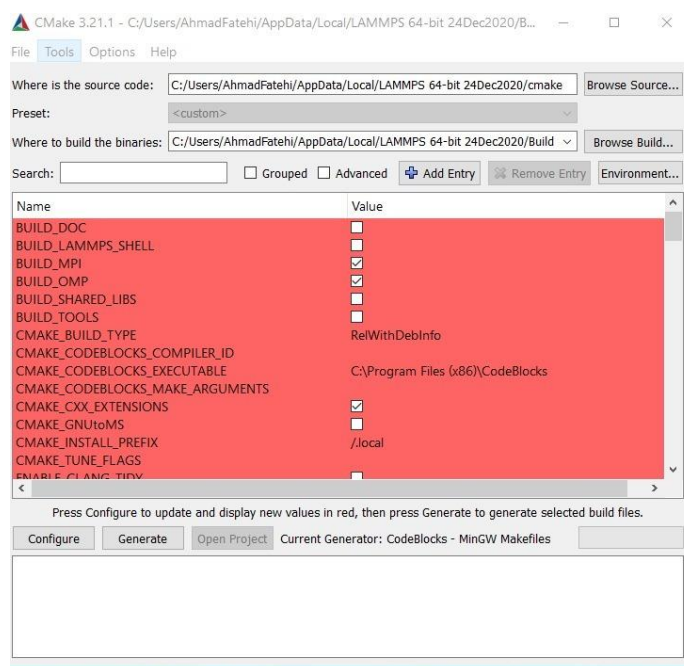 CMake 3.21.1 - C:/Users/AhmadFatehi/AppData/Local/LAMMPS 64-bit 24Dec2020/B...
File Tools Options Help
Where is the source code: C:/Users/AhmadFatehi/AppData/Local/LAMMPS 64-bit 24Dec2020/cmake Browse Source...
Preset: <custom>
Where to build the binaries: C:/Users/AhmadFatehi/AppData/Local/LAMMPS 64-bit 24Dec2020/Build Browse Build...
Search: Grouped Advanced Add Entry Remove Entry Environment...
Name Value
BUILD_DOC
BUILD_LAMMPS_SHELL
BUILD_MPI
BUILD_OMP
BUILD_SHARED_LIBS
BUILD_TOOLS
CMAKE_BUILD_TYPE RelWithDebInfo
CMAKE_CODEBLOCKS_COMPILER_ID
CMAKE_CODEBLOCKS_EXECUTABLE C:\Program Files (x86)\CodeBlocks
CMAKE_CODEBLOCKS_MAKE_ARGUMENTS
CMAKE_CXX_EXTENSIONS
CMAKE_GNUtoMS
CMAKE_INSTALL_PREFIX /.local
CMAKE_TUNE_FLAGS
ENABLE_CLANG_TIDY
Press Configure to update and display new values in red, then press Generate to generate selected build files.
Configure Generate Open Project Current Generator: CodeBlocks - MinGW Makefiles